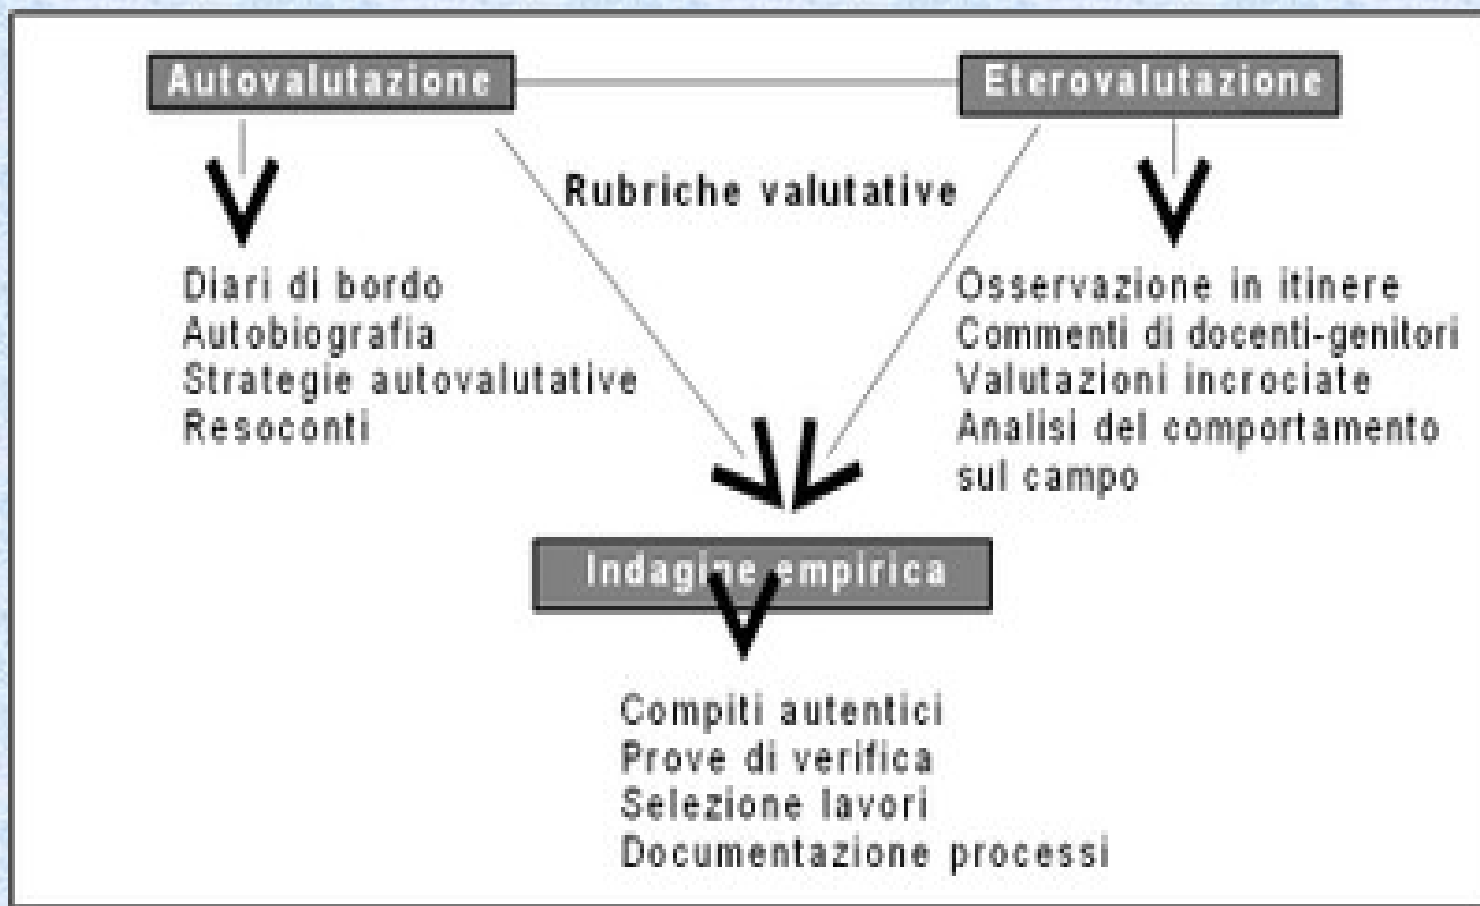 Autovalutazione
Eterovalutazione
Rubriche valutative
Diari di bordo
Autobiografia
Strategie autovalutative
Resoconti
Osservazione in itinere
Commenti di docenti-genitori
Valutazioni incrociate
Analisi del comportamento
sul campo
Indagine empirica
Compiti autentici
Prove di verifica
Selezione lavori
Documentazione processi